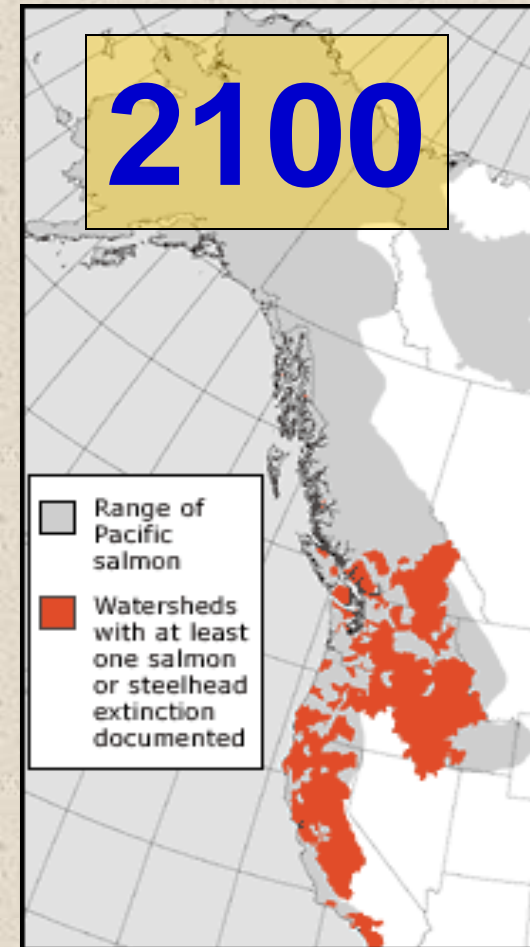 2100
Range of
Pacific
salmon
Watersheds
with at least
one salmon
or steelhead
extinction
documented